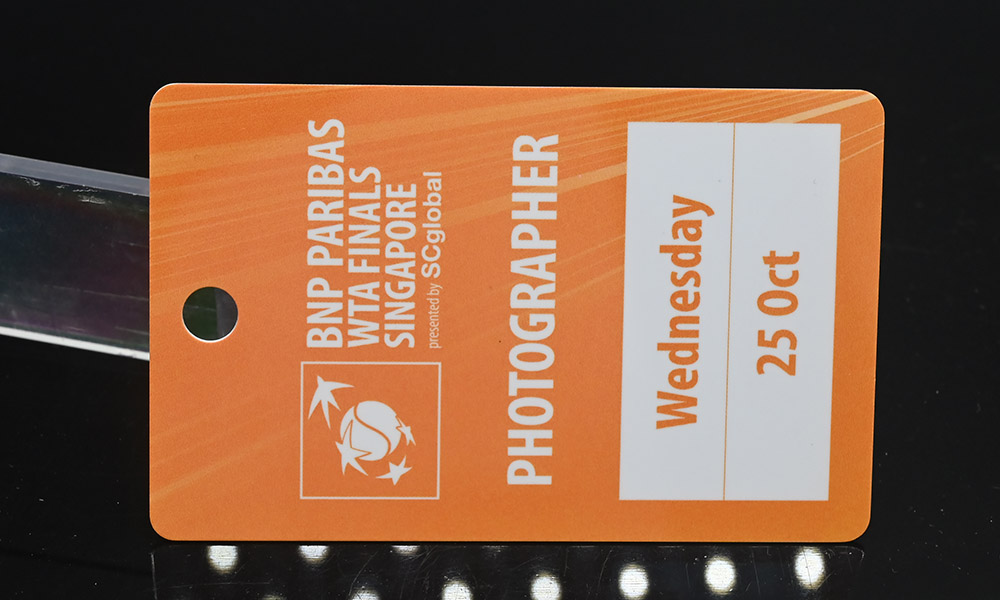 BNP PARIBAS
WTA FINALS
SINGAPORE
presented by SCglobal
PHOTOGRAPHER
Wednesday
25 Oct